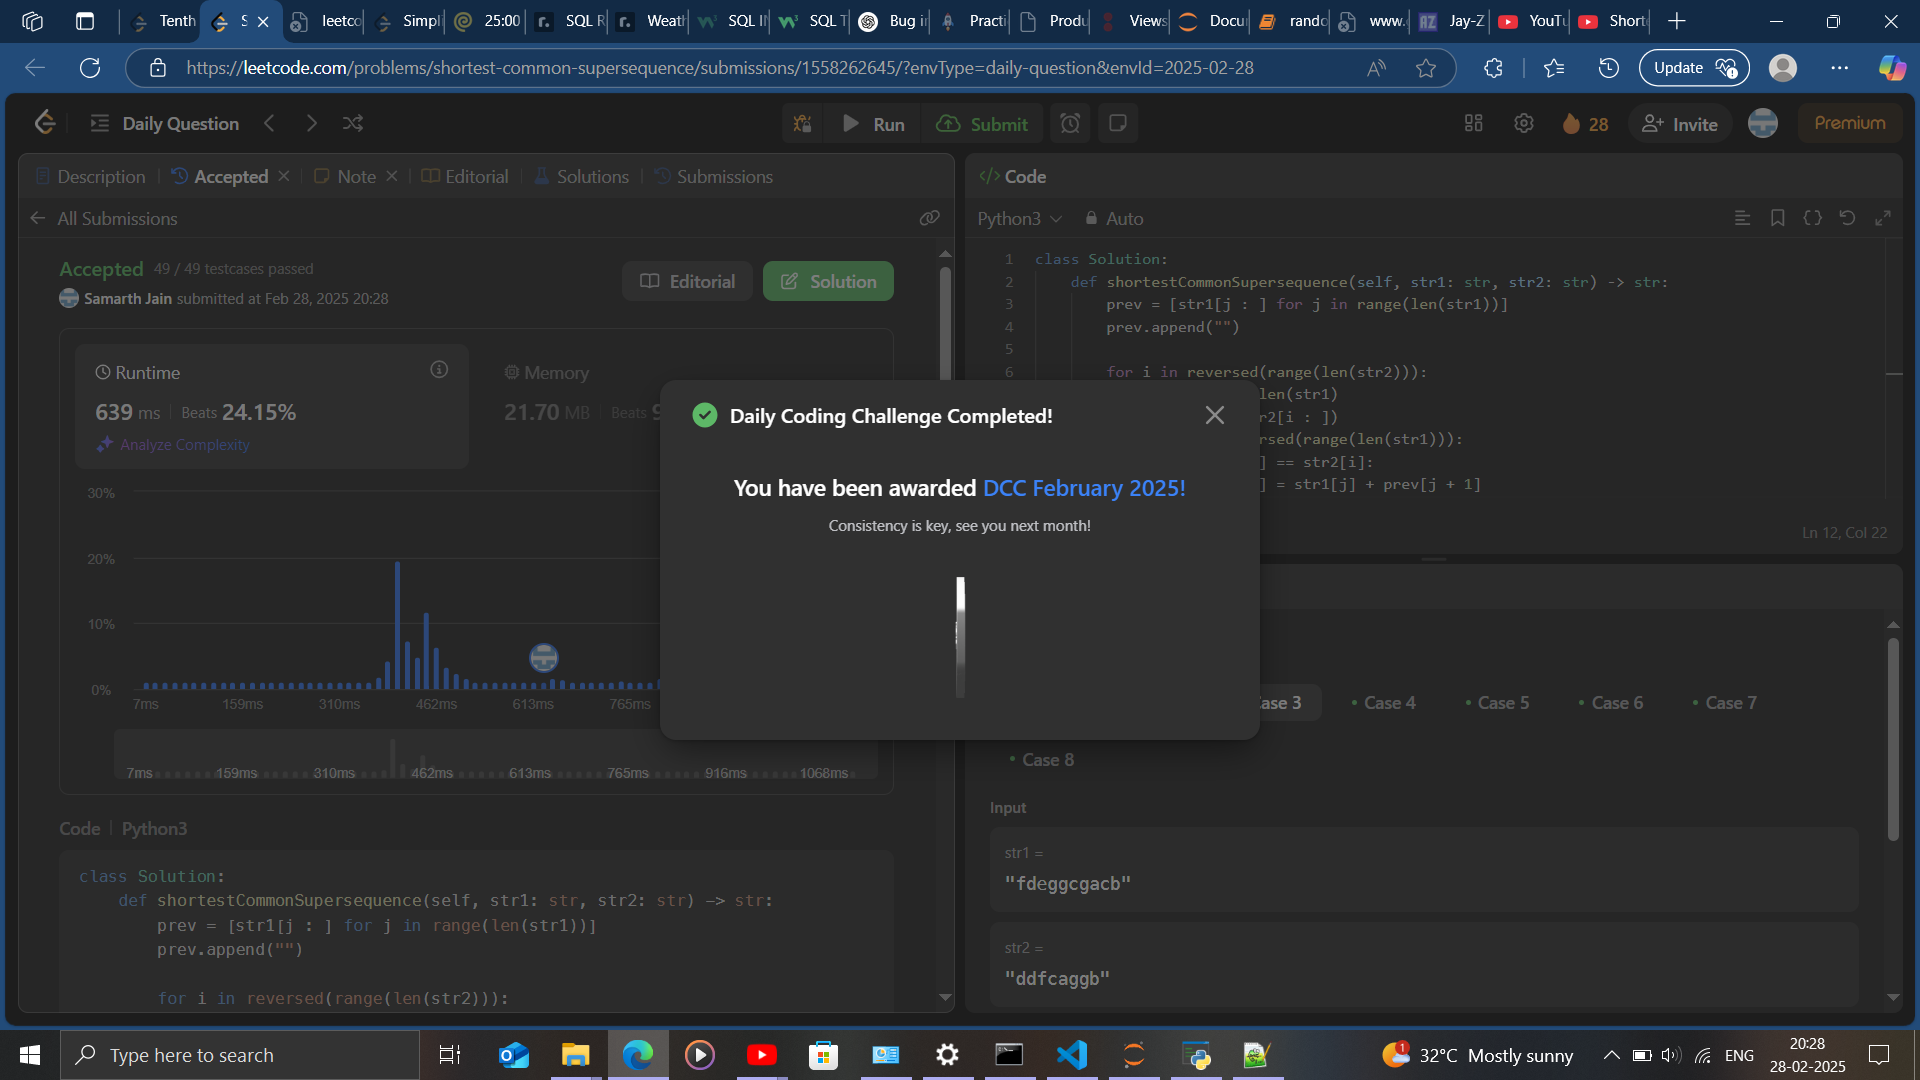 Tenth
S
leetco
Simpli
25:00
SQL R
Weath
SQL IN
SQL T
Bug in
Practi
Produ
Views
Docur
rando
www.
Jay-Z
YouTu
Short
https://leetcode.com/problems/shortest-common-supersequence/submissions/1558262645/?envType=daily-question&envId=2025-02-28
Update
Daily Question
Run
Submit
28
Invite
Premium
Description
Accepted
Note
Editorial
Solutions
Submissions
All Submissions
Accepted 49 / 49 testcases passed
Samarth Jain submitted at Feb 28, 2025 20:28
Editorial
Solution
Runtime
639 ms | Beats 24.15%
Analyze Complexity
Memory
21.70 MB | Beats 9
30%
20%
10%
0%
7ms 159ms 310ms 462ms 613ms 765ms
7ms 159ms 310ms 462ms 613ms 765ms 916ms 1068ms
Code | Python3
class Solution:
def shortestCommonSupersequence(self, str1: str, str2: str) -> str:
prev = [str1[j : ] for j in range(len(str1))]
prev.append("")
for i in reversed(range(len(str2))):
</> Code
Python3
Auto
1 class Solution:
2 def shortestCommonSupersequence(self, str1: str, str2: str) -> str:
3 prev = [str1[j : ] for j in range(len(str1))]
4 prev.append("")
5
6 for i in reversed(range(len(str2))):
len(str1)
r2[i : ])
rsed(range(len(str1))):
] == str2[i]:
] = str1[j] + prev[j + 1]
Ln 12, Col 22
Daily Coding Challenge Completed!
You have been awarded DCC February 2025!
Consistency is key, see you next month!
Case 3
Case 4
Case 5
Case 6
Case 7
Case 8
Input
str1 =
"fdeggcgacb"
str2 =
"ddfcaggb"
Type here to search
1
32°C Mostly sunny
ENG
20:28
28-02-2025